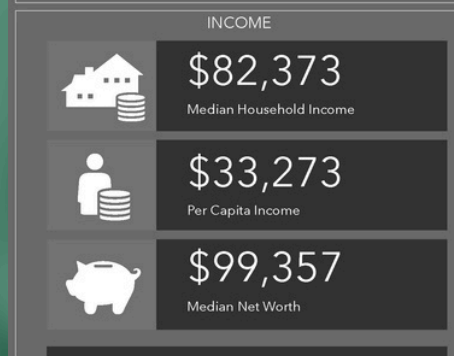 INCOME
$82,373
Median Household Income
$33,273
Per Capita Income
$99,357
Median Net Worth